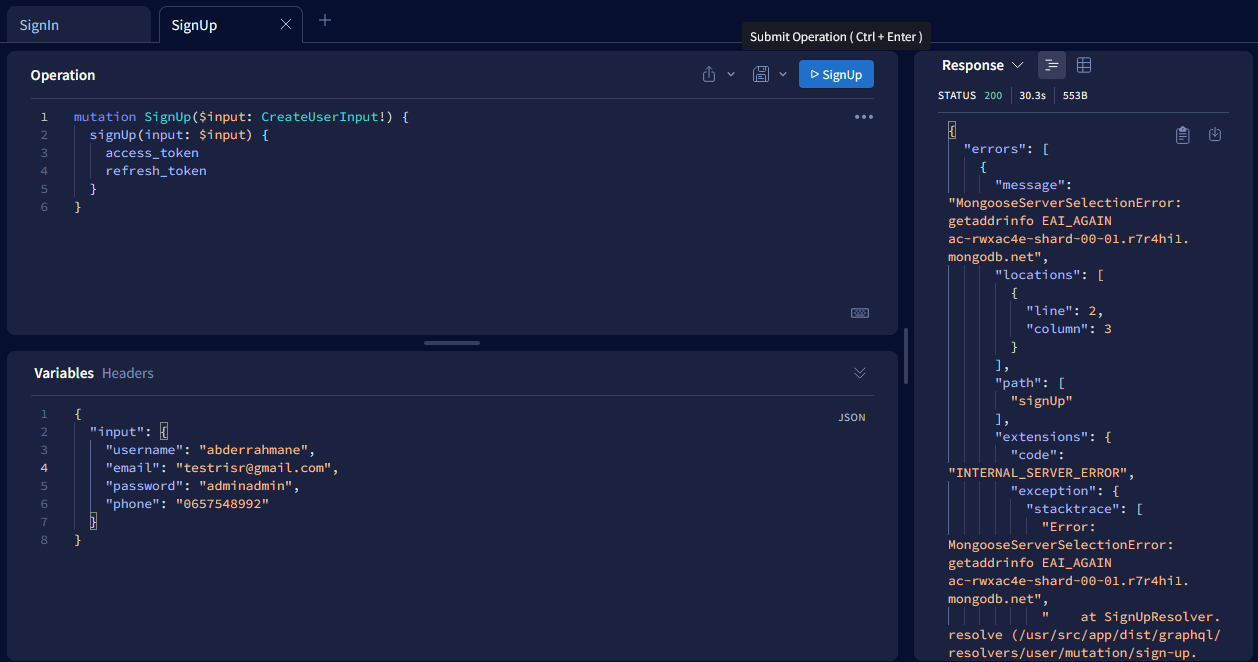 SignIn
SignUp
Submit Operation ( Ctrl + Enter )
Operation
SignUp
1 mutation SignUp($input: CreateUserInput!) {
2 signUp(input: $input) {
3 access_token
4 refresh_token
5 }
6 }
Variables Headers
JSON
1 {
2 "input": {
3 "username": "abderrahmane",
4 "email": "testrisr@gmail.com",
5 "password": "adminadmin",
6 "phone": "0657548992"
7 }
8 }
Response
STATUS 200 30.3s 553B
{
"errors": [
{
"message":
"MongooseServerSelectionError:
getaddrinfo EAI_AGAIN
ac-rwxac4e-shard-00-01.r7r4hi1.
mongodb.net",
"locations": [
{
"line": 2,
"column": 3
}
],
"path": [
"signUp"
],
"extensions": {
"code":
"INTERNAL_SERVER_ERROR",
"exception": {
"stacktrace": [
"Error:
MongooseServerSelectionError:
getaddrinfo EAI_AGAIN
ac-rwxac4e-shard-00-01.r7r4hi1.
mongodb.net",
" at SignUpResolver.
resolve (/usr/src/app/dist/graphql/
resolvers/user/mutation/sign-up.